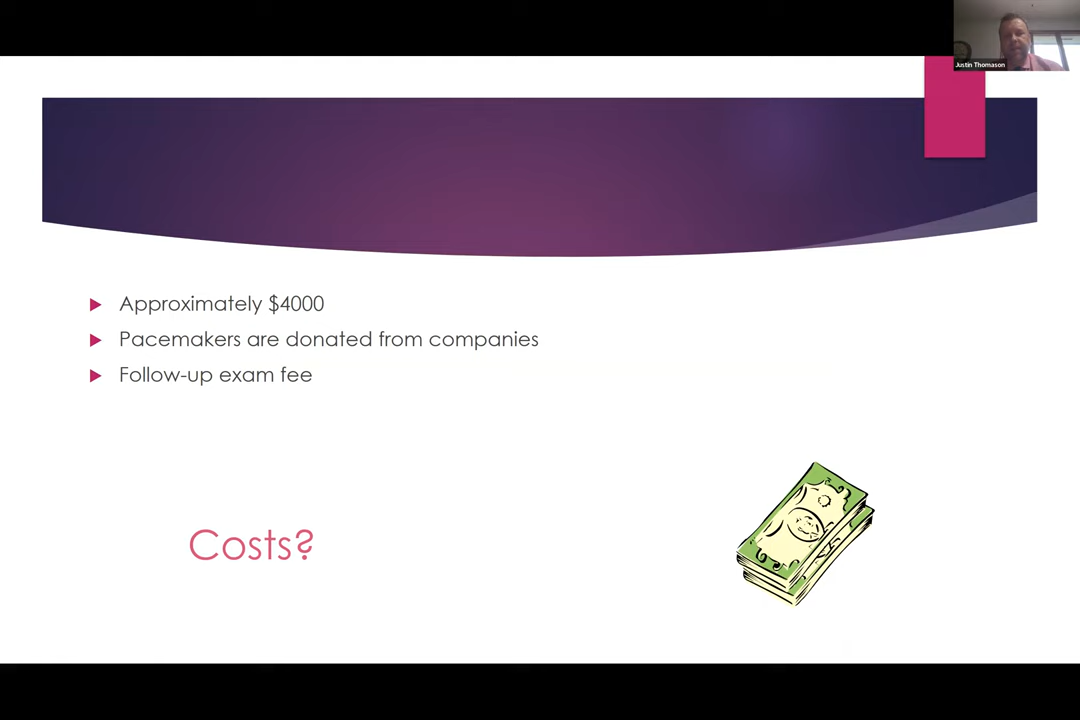 Justin Thomason
Approximately $4000
Pacemakers are donated from companies
Follow-up exam fee
Costs?